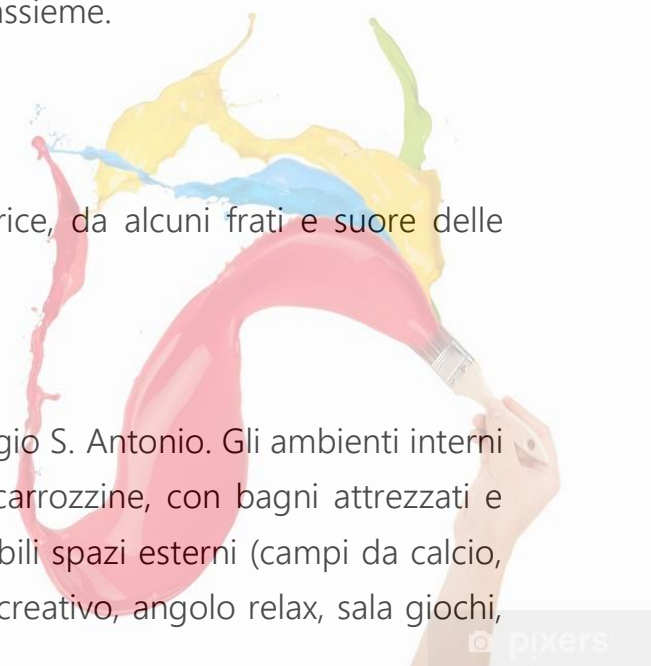 assieme.
rice, da alcuni frati e suore delle
gio S. Antonio. Gli ambienti interni
carrozzine, con bagni attrezzati e
bili spazi esterni (campi da calcio,
creativo, angolo relax, sala giochi,
pixers